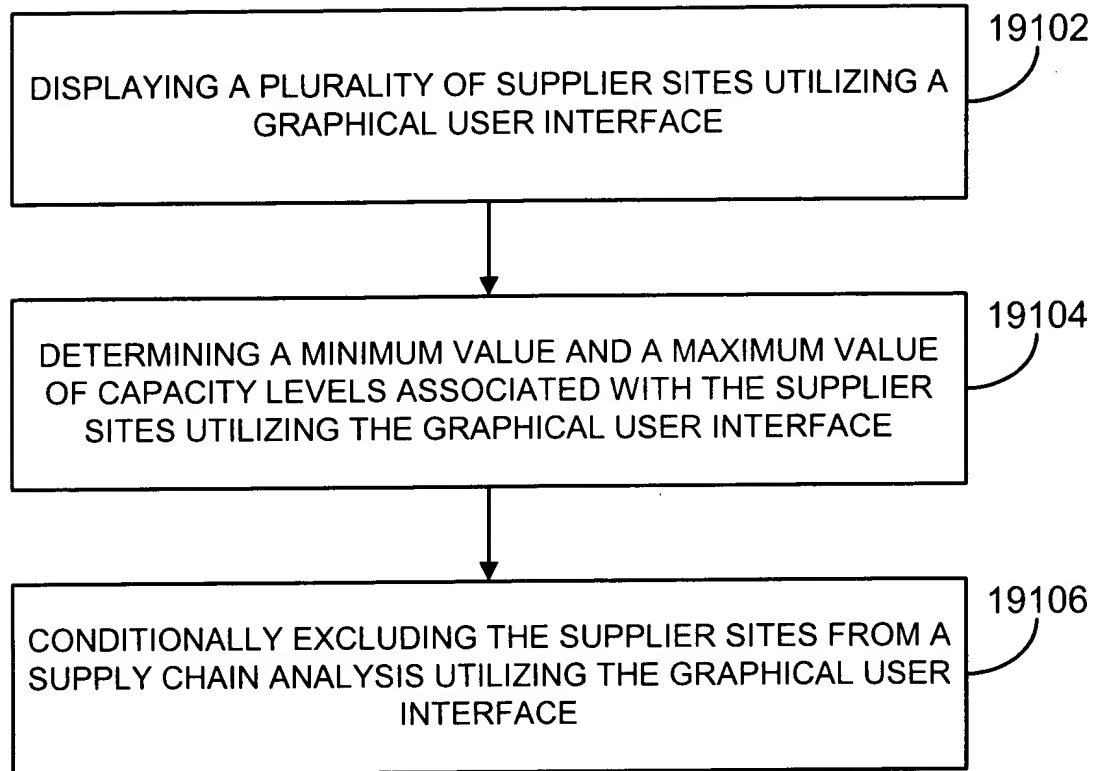 19102
DISPLAYING A PLURALITY OF SUPPLIER SITES UTILIZING A
GRAPHICAL USER INTERFACE
19104
DETERMINING A MINIMUM VALUE AND A MAXIMUM VALUE
OF CAPACITY LEVELS ASSOCIATED WITH THE SUPPLIER
SITES UTILIZING THE GRAPHICAL USER INTERFACE
19106
CONDITIONALLY EXCLUDING THE SUPPLIER SITES FROM A
SUPPLY CHAIN ANALYSIS UTILIZING THE GRAPHICAL USER
INTERFACE